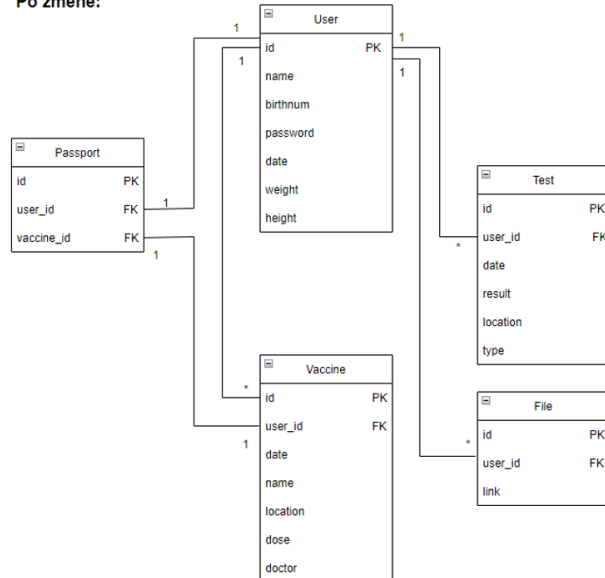 Po zmene:
User
id PK
name
birthnum
password
date
weight
height
1
1
1
1
Passport
id PK
user_id FK
vaccine_id FK
1
1
Test
id PK
user_id FK
date
result
location
type
*
Vaccine
id PK
user_id FK
date
name
location
dose
doctor
*
1
File
id PK
user_id FK
link
*